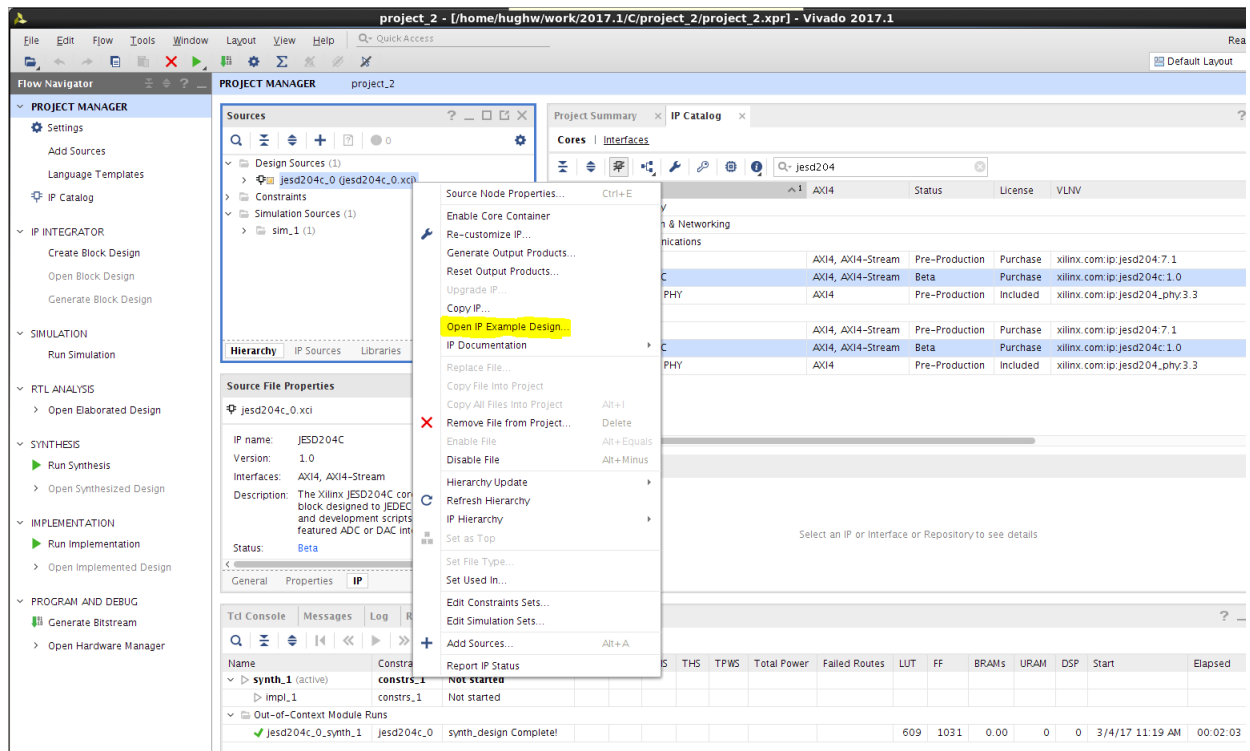 project_2 - [/home/hughw/work/2017.1/C/project_2/project_2.xpr] - Vivado 2017.1
File Edit Flow Tools Window Layout View Help Quick Access
Rea
Default Layout
Flow Navigator
PROJECT MANAGER project_2
PROJECT MANAGER
Settings
Add Sources
Language Templates
IP Catalog
IP INTEGRATOR
Create Block Design
Open Block Design
Generate Block Design
SIMULATION
Run Simulation
RTL ANALYSIS
Open Elaborated Design
SYNTHESIS
Run Synthesis
Open Synthesized Design
IMPLEMENTATION
Run Implementation
Open Implemented Design
PROGRAM AND DEBUG
Generate Bitstream
Open Hardware Manager
Sources
0
Design Sources (1)
jesd204c_0 (jesd204c_0.xci)
Constraints
Simulation Sources (1)
sim_1 (1)
Hierarchy IP Sources Libraries
Source File Properties
jesd204c_0.xci
IP name: JESD204C
Version: 1.0
Interfaces: AXI4, AXI4-Stream
Description: The Xilinx JESD204C cor
block designed to JEDEC
and development scripts
featured ADC or DAC int
Status: Beta
General Properties IP
Source Node Properties... Ctrl+E
Enable Core Container
Re-customize IP...
Generate Output Products...
Reset Output Products...
Upgrade IP...
Copy IP...
Open IP Example Design...
IP Documentation
Replace File...
Copy File Into Project
Copy All Files Into Project Alt+I
Remove File from Project... Delete
Enable File Alt+Equals
Disable File Alt+Minus
Hierarchy Update
Refresh Hierarchy
IP Hierarchy
Set as Top
Set File Type...
Set Used In...
Edit Constraints Sets...
Edit Simulation Sets...
Add Sources... Alt+A
Report IP Status
Project Summary IP Catalog
Cores | Interfaces
jesd204
1 AXI4 Status License VLNV
y
n & Networking
nications
AXI4, AXI4-Stream Pre-Production Purchase xilinx.com:ip:jesd204:7.1
C AXI4, AXI4-Stream Beta Purchase xilinx.com:ip:jesd204c:1.0
PHY AXI4 Pre-Production Included xilinx.com:ip:jesd204_phy:3.3
AXI4, AXI4-Stream Pre-Production Purchase xilinx.com:ip:jesd204:7.1
C AXI4, AXI4-Stream Beta Purchase xilinx.com:ip:jesd204c:1.0
PHY AXI4 Pre-Production Included xilinx.com:ip:jesd204_phy:3.3
Select an IP or Interface or Repository to see details
Tcl Console Messages Log R
Name Constra S THS TPWS Total Power Failed Routes LUT FF BRAMs URAM DSP Start Elapsed
synth_1 (active) constrs_1 Not started
impl_1 constrs_1 Not started
Out-of-Context Module Runs
jesd204c_0_synth_1 jesd204c_0 synth_design Complete! 609 1031 0.00 0 0 3/4/17 11:19 AM 00:02:03